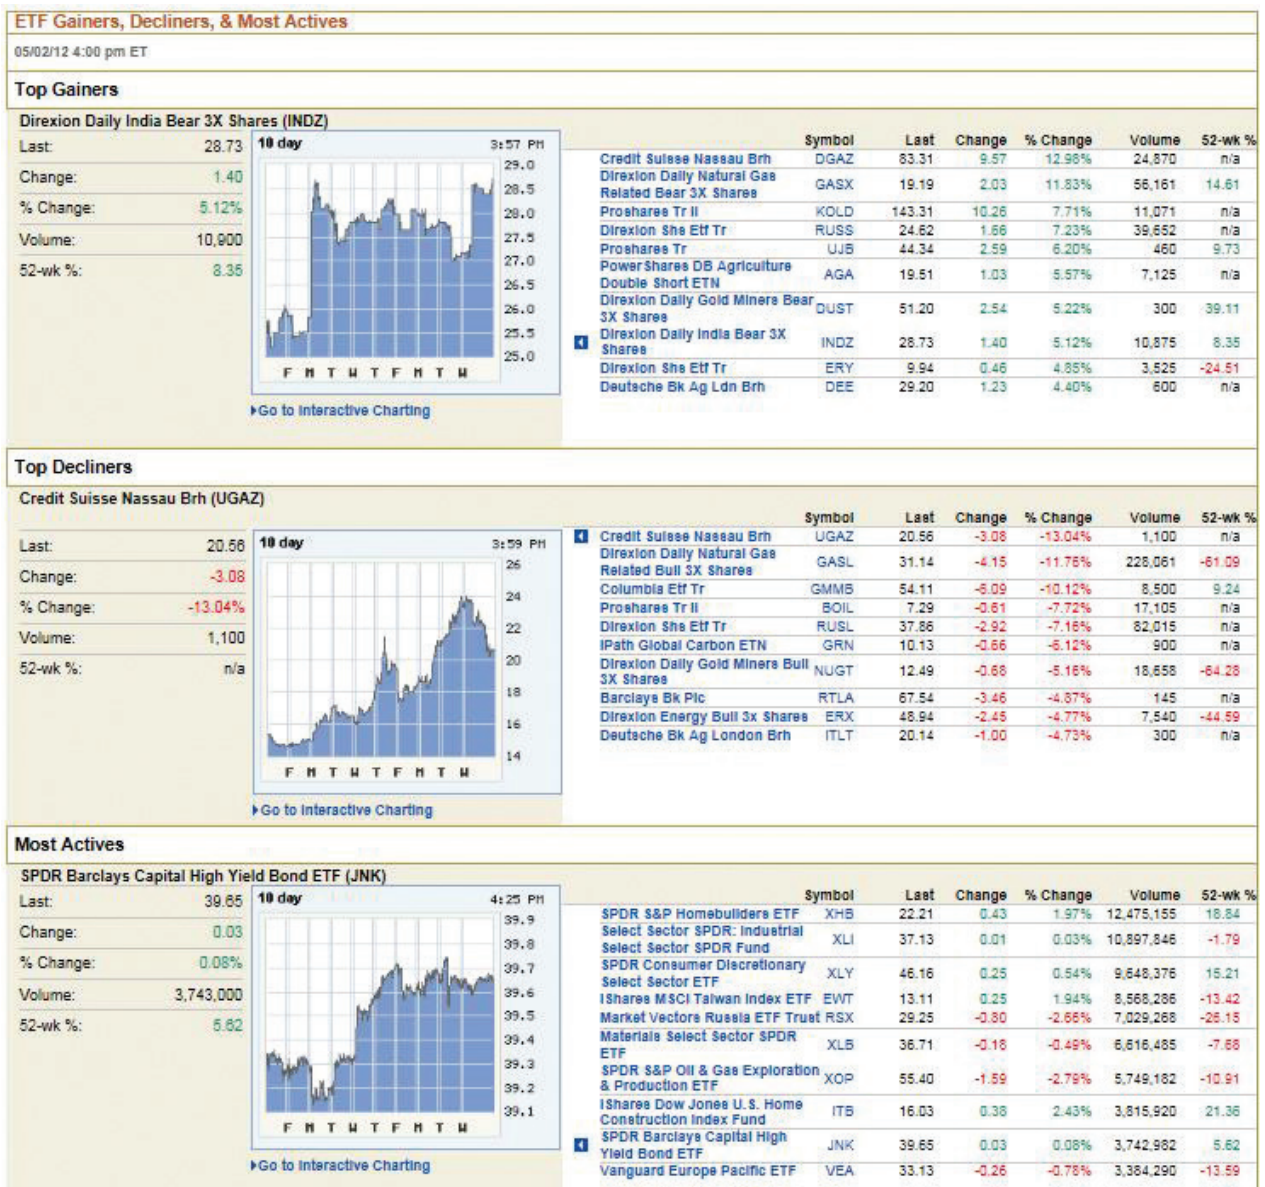 ETF Gainers, Decliners, & Most Actives
05/02/12 4:00 pm ET
Top Gainers
Direxion Daily India Bear 3X Shares (INDZ)
Last: 28.73
Change: 1.40
% Change: 5.12%
Volume: 10,900
52-wk %: 8.35
10 day 3:57 PM
29.0
28.5
28.0
27.5
27.0
26.5
26.0
25.5
25.0
F M T W T F M T W
Go to Interactive Charting
Symbol Last Change % Change Volume 52-wk %
Credit Suisse Nassau Brh DGAZ 83.31 9.57 12.98% 24,870 n/a
Direxion Daily Natural Gas
Related Bear 3X Shares GASX 19.19 2.03 11.83% 56,161 14.61
Proshares Tr II KOLD 143.31 10.26 7.71% 11,071 n/a
Direxion Shs Etf Tr RUSS 24.62 1.66 7.23% 39,652 n/a
Proshares Tr UJB 44.34 2.59 6.20% 460 9.73
PowerShares DB Agriculture
Double Short ETN AGA 19.51 1.03 5.57% 7,125 n/a
Direxion Daily Gold Miners Bear
3X Shares DUST 51.20 2.54 5.22% 300 39.11
Direxion Daily India Bear 3X
Shares INDZ 28.73 1.40 5.12% 10,875 8.35
Direxion Shs Etf Tr ERY 9.94 0.46 4.85% 3,525 -24.51
Deutsche Bk Ag Ldn Brh DEE 29.20 1.23 4.40% 600 n/a
Top Decliners
Credit Suisse Nassau Brh (UGAZ)
Last: 20.56
Change: -3.08
% Change: -13.04%
Volume: 1,100
52-wk %: n/a
10 day 3:59 PM
26
24
22
20
18
16
14
F M T W T F M T W
Go to Interactive Charting
Symbol Last Change % Change Volume 52-wk %
Credit Suisse Nassau Brh UGAZ 20.56 -3.08 -13.04% 1,100 n/a
Direxion Daily Natural Gas
Related Bull 3X Shares GASL 31.14 -4.15 -11.76% 228,061 -61.09
Columbia Etf Tr GMMB 54.11 -6.09 -10.12% 8,500 9.24
Proshares Tr II BOIL 7.29 -0.61 -7.72% 17,105 n/a
Direxion Shs Etf Tr RUSL 37.86 -2.92 -7.16% 82,015 n/a
iPath Global Carbon ETN GRN 10.13 -0.66 -6.12% 900 n/a
Direxion Daily Gold Miners Bull
3X Shares NUGT 12.49 -0.68 -5.16% 18,658 -64.28
Barclays Bk Plc RTLA 67.54 -3.46 -4.87% 145 n/a
Direxion Energy Bull 3x Shares ERX 48.94 -2.45 -4.77% 7,540 -44.59
Deutsche Bk Ag London Brh ITLT 20.14 -1.00 -4.73% 300 n/a
Most Actives
SPDR Barclays Capital High Yield Bond ETF (JNK)
Last: 39.65
Change: 0.03
% Change: 0.08%
Volume: 3,743,000
52-wk %: 5.62
10 day 4:25 PM
39.9
39.8
39.7
39.6
39.5
39.4
39.3
39.2
39.1
F M T W T F M T W
Go to Interactive Charting
Symbol Last Change % Change Volume 52-wk %
SPDR S&P Homebuilders ETF XHB 22.21 0.43 1.97% 12,475,155 18.84
Select Sector SPDR: Industrial
Select Sector SPDR Fund XLI 37.13 0.01 0.03% 10,897,846 -1.79
SPDR Consumer Discretionary
Select Sector ETF XLY 46.16 0.25 0.54% 9,648,376 15.21
iShares MSCI Taiwan Index ETF EWT 13.11 0.25 1.94% 8,568,286 -13.42
Market Vectors Russia ETF Trust RSX 29.25 -0.80 -2.66% 7,029,268 -26.15
Materials Select Sector SPDR
ETF XLB 36.71 -0.18 -0.49% 6,616,485 -7.68
SPDR S&P Oil & Gas Exploration
& Production ETF XOP 55.40 -1.59 -2.79% 5,749,182 -10.91
iShares Dow Jones U.S. Home
Construction Index Fund ITB 16.03 0.38 2.43% 3,815,920 21.36
SPDR Barclays Capital High
Yield Bond ETF JNK 39.65 0.03 0.08% 3,742,982 5.62
Vanguard Europe Pacific ETF VEA 33.13 -0.26 -0.78% 3,384,290 -13.59